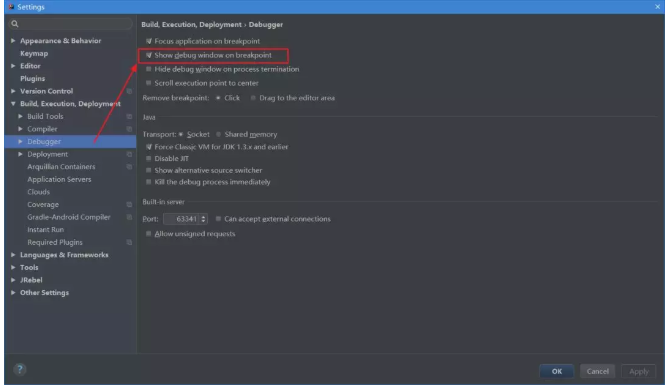 Settings
Build, Execution, Deployment › Debugger
Appearance & Behavior
Keymap
Editor
Plugins
Version Control
Build, Execution, Deployment
Build Tools
Compiler
Debugger
Deployment
Arquillian Containers
Application Servers
Clouds
Coverage
Gradle-Android Compiler
Instant Run
Required Plugins
Languages & Frameworks
Tools
JRebel
Other Settings
Focus application on breakpoint
Show debug window on breakpoint
Hide debug window on process termination
Scroll execution point to center
Remove breakpoint: Click Drag to the editor area
Java
Transport: Socket Shared memory
Force Classic VM for JDK 1.3.x and earlier
Disable JIT
Show alternative source switcher
Kill the debug process immediately
Built-in server
Port: 63341 Can accept external connections
Allow unsigned requests
?
OK Cancel Apply